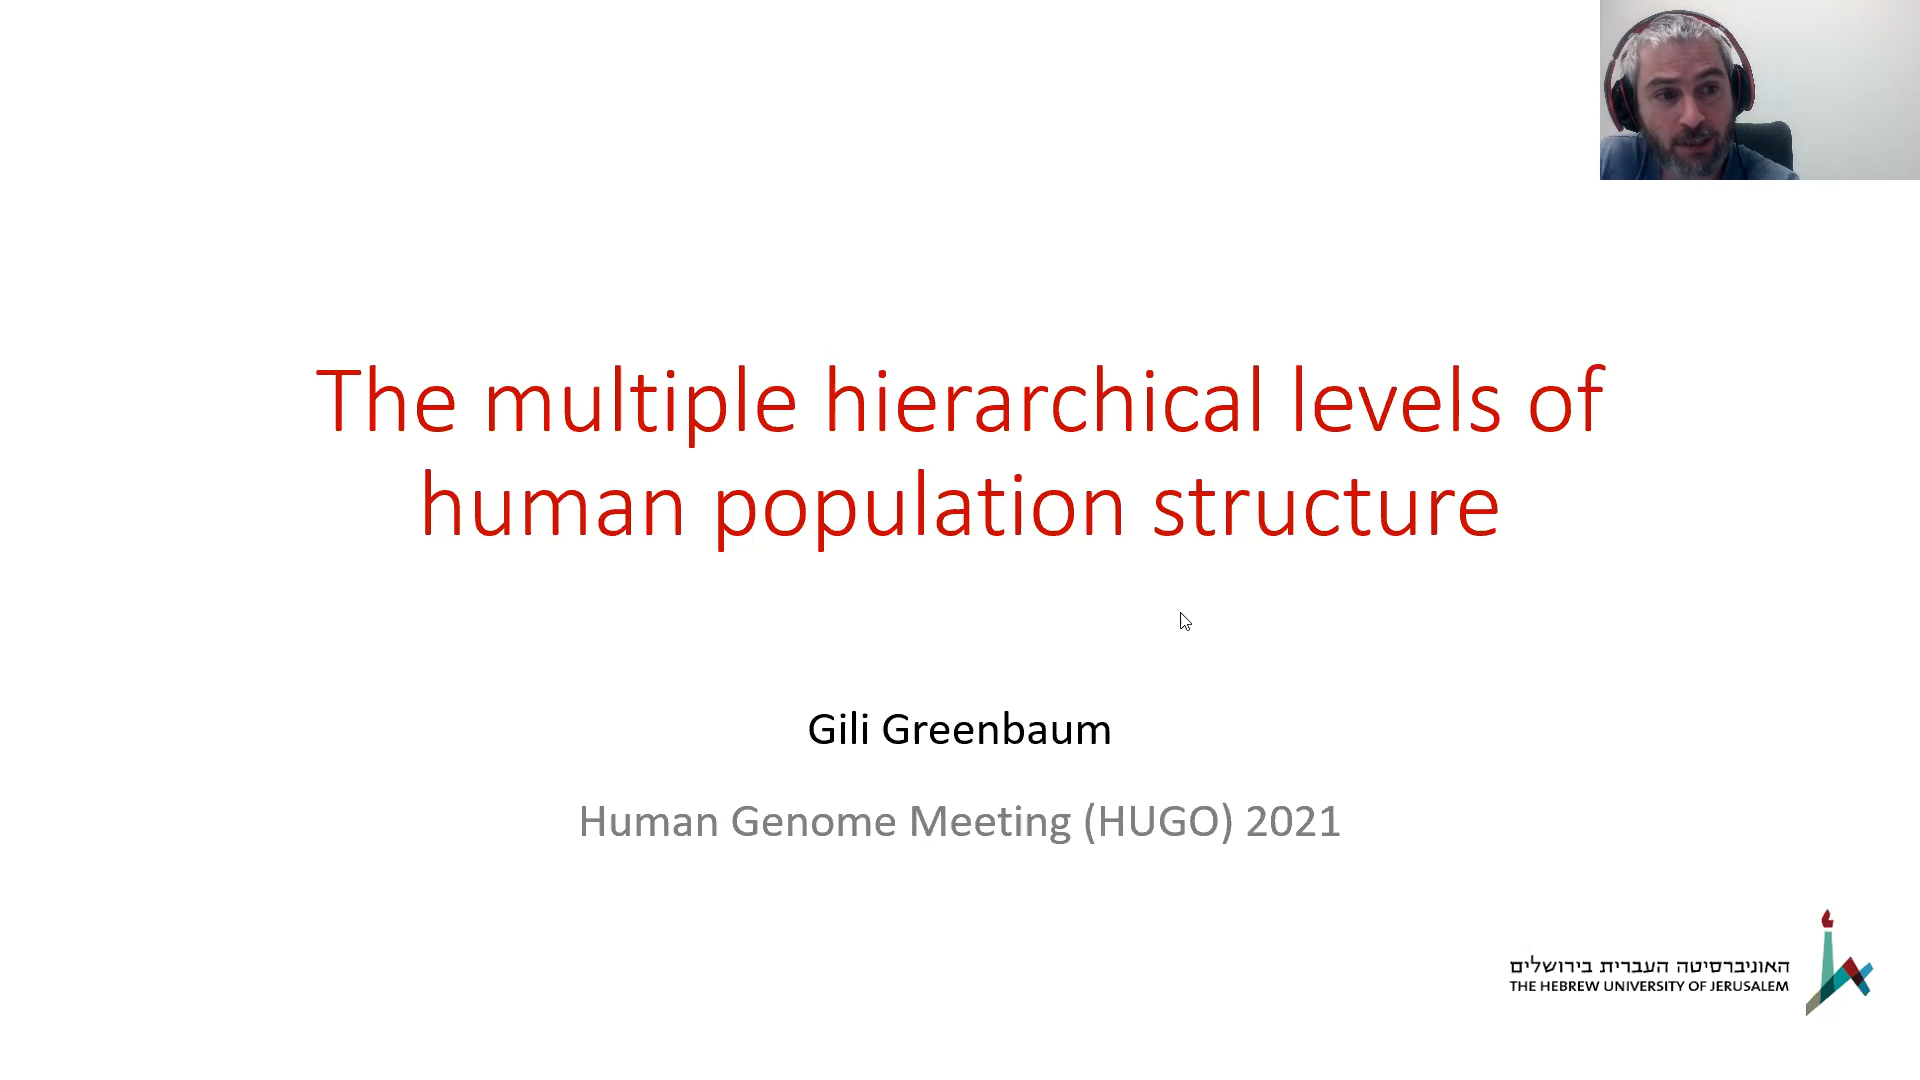 The multiple hierarchical levels of
human population structure
Gili Greenbaum
Human Genome Meeting (HUGO) 2021
האוניברסיטה העברית בירושלים
THE HEBREW UNIVERSITY OF JERUSALEM